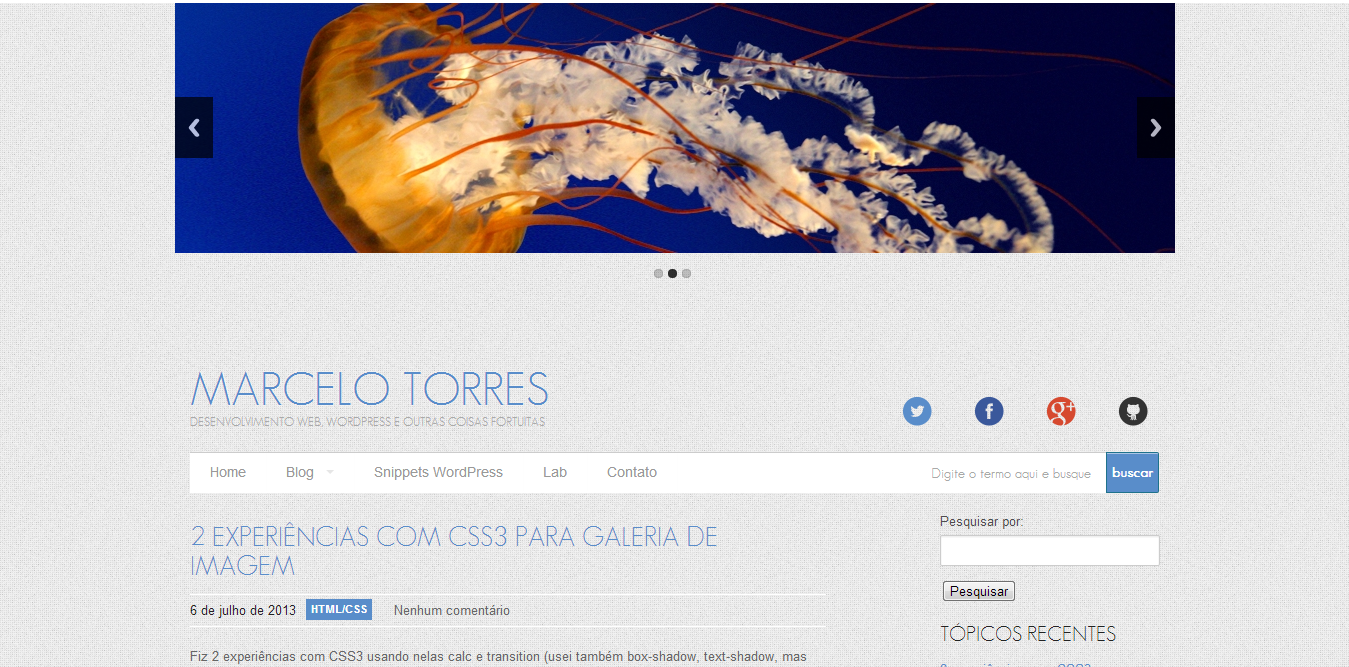 MARCELO TORRES
DESENVOLVIMENTO WEB, WORDPRESS E OUTRAS COISAS FORTUITAS
Home Blog Snippets WordPress Lab Contato Digite o termo aqui e busque buscar
2 EXPERIÊNCIAS COM CSS3 PARA GALERIA DE
IMAGEM
6 de julho de 2013 HTML/CSS Nenhum comentário
Fiz 2 experiências com CSS3 usando nelas calc e transition (usei também box-shadow, text-shadow, mas
Pesquisar por:
Pesquisar
TÓPICOS RECENTES